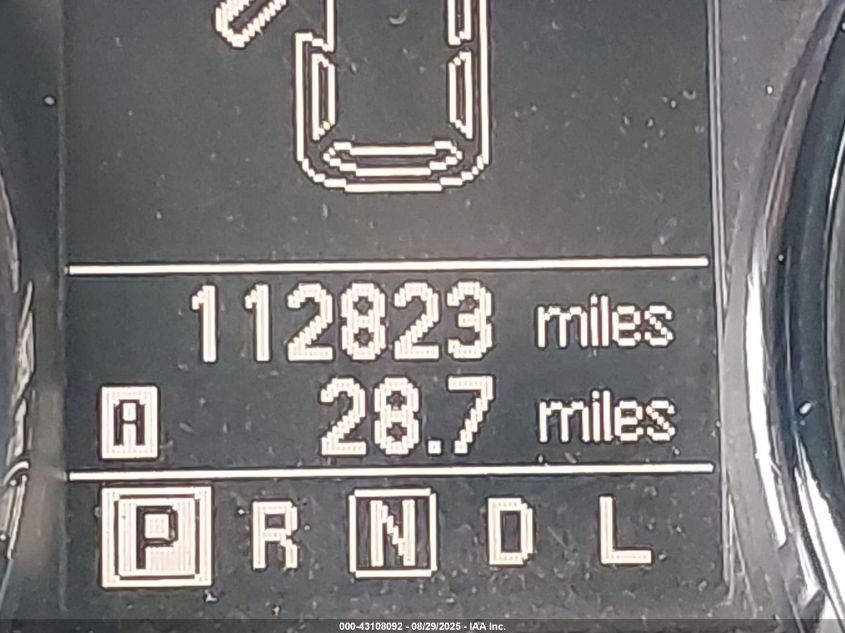 112823 miles
A 28.7 miles
P R N D L
000-43108092 - 08/29/2025 - IAA Inc.